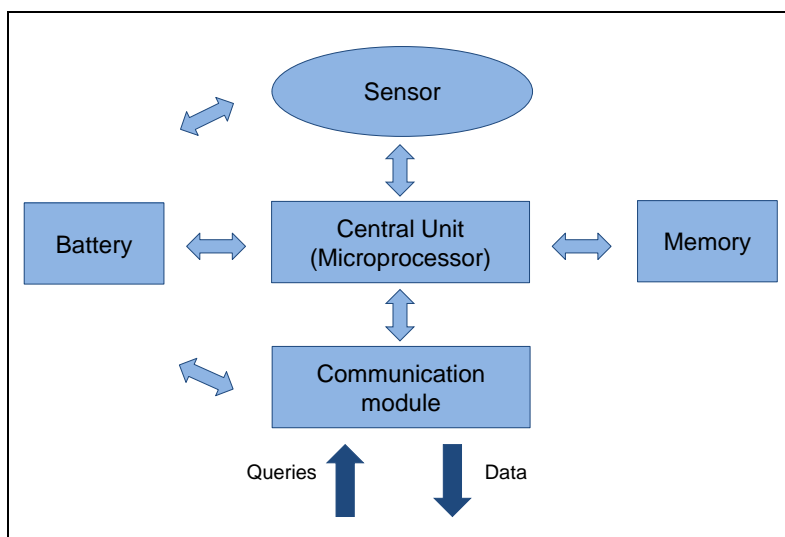 Sensor
Battery
Central Unit
(Microprocessor)
Memory
Communication
module
Queries
Data